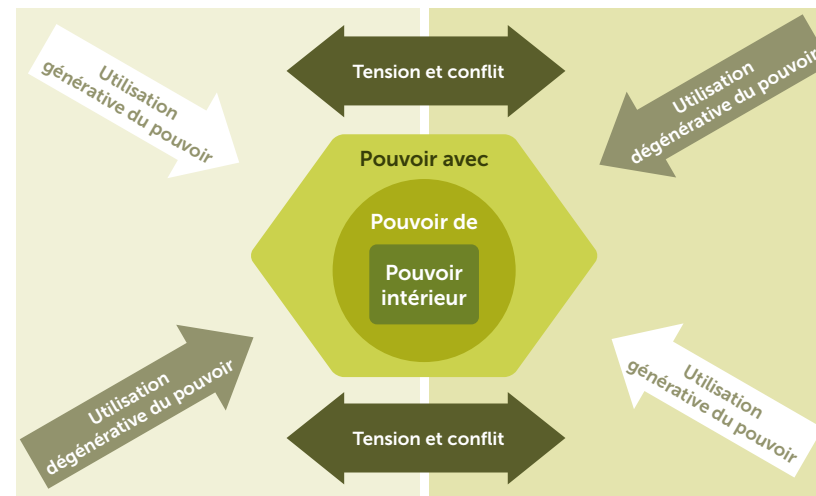 Utilisation
générative du pouvoir
Tension et conflit
Utilisation
dégénérative du pouvoir
Pouvoir avec
Pouvoir de
Pouvoir
intérieur
Utilisation
dégénérative du pouvoir
Tension et conflit
Utilisation
générative du pouvoir